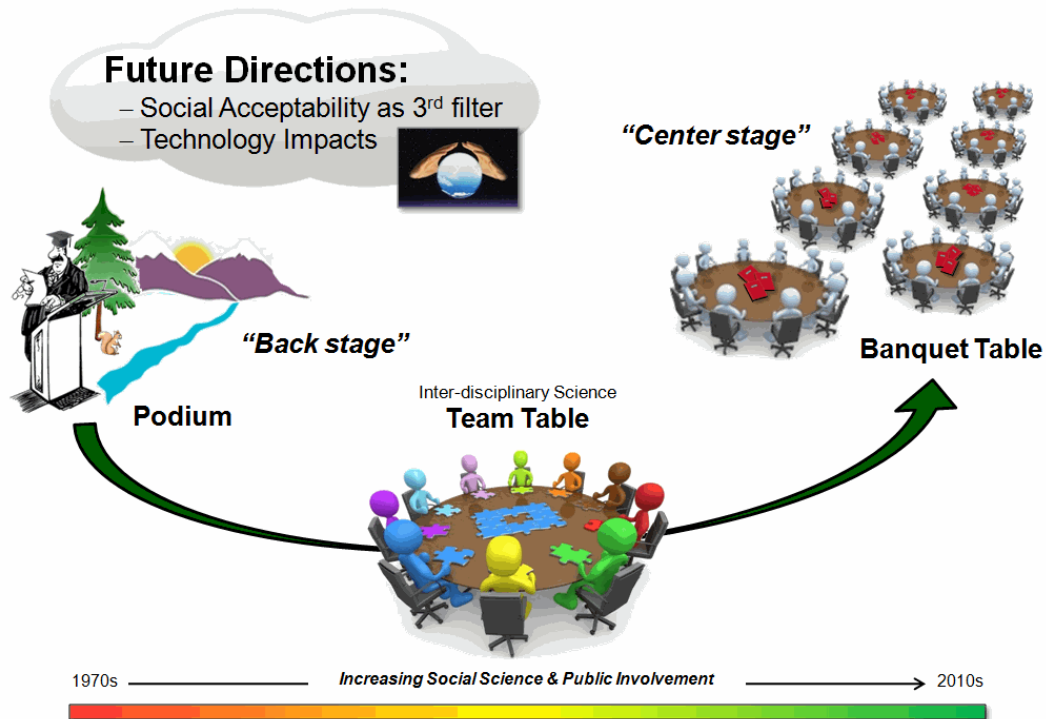 Future Directions:
– Social Acceptability as 3rd filter
– Technology Impacts
“Center stage”
“Back stage”
Banquet Table
Podium
Inter-disciplinary Science
Team Table
1970s
Increasing Social Science & Public Involvement
2010s